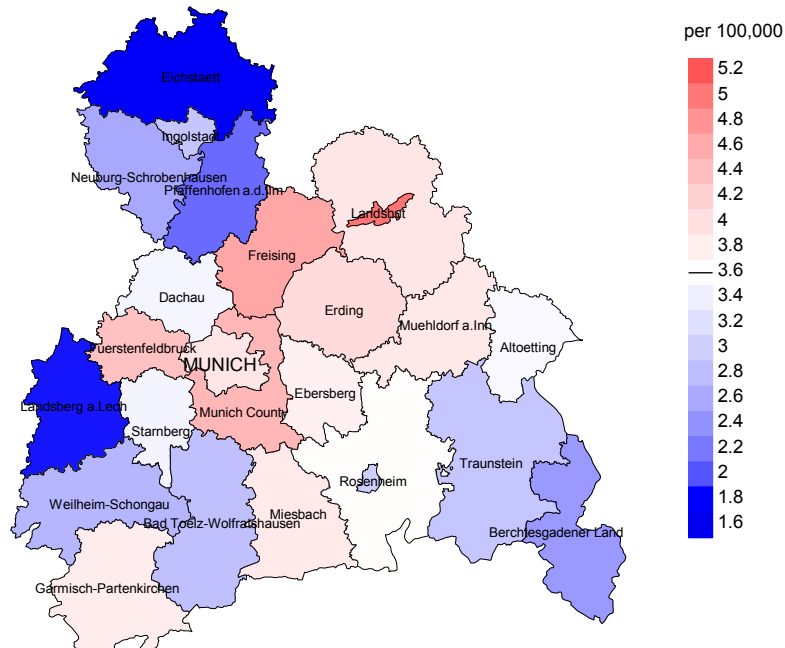 per 100,000
5.2
5
4.8
4.6
4.4
4.2
4
3.8
3.6
3.4
3.2
3
2.8
2.6
2.4
2.2
2
1.8
1.6
Eichstaett
Ingolstadt
Neuburg-Schrobenhausen
Pfaffenhofen a.d.Ilm
Landshut
Freising
Dachau
Erding
Muehldorf a.Inn
Fuerstenfeldbruck
Altoetting
MUNICH
Ebersberg
Landsberg a.Lech
Munich County
Starnberg
Traunstein
Rosenheim
Weilheim-Schongau
Miesbach
Bad Toelz-Wolfratshausen
Berchtesgadener Land
Garmisch-Partenkirchen